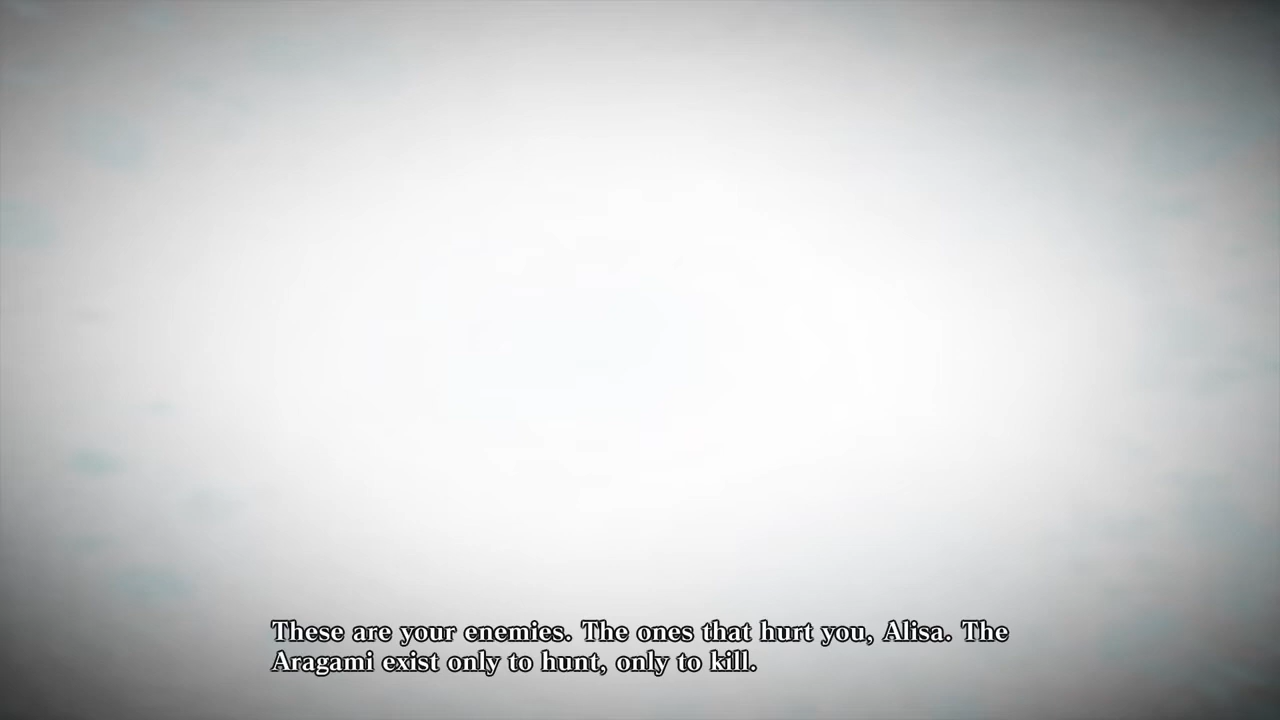 These are your enemies. The ones that hurt you, Alisa. The
Aragami exist only to hunt, only to kill.